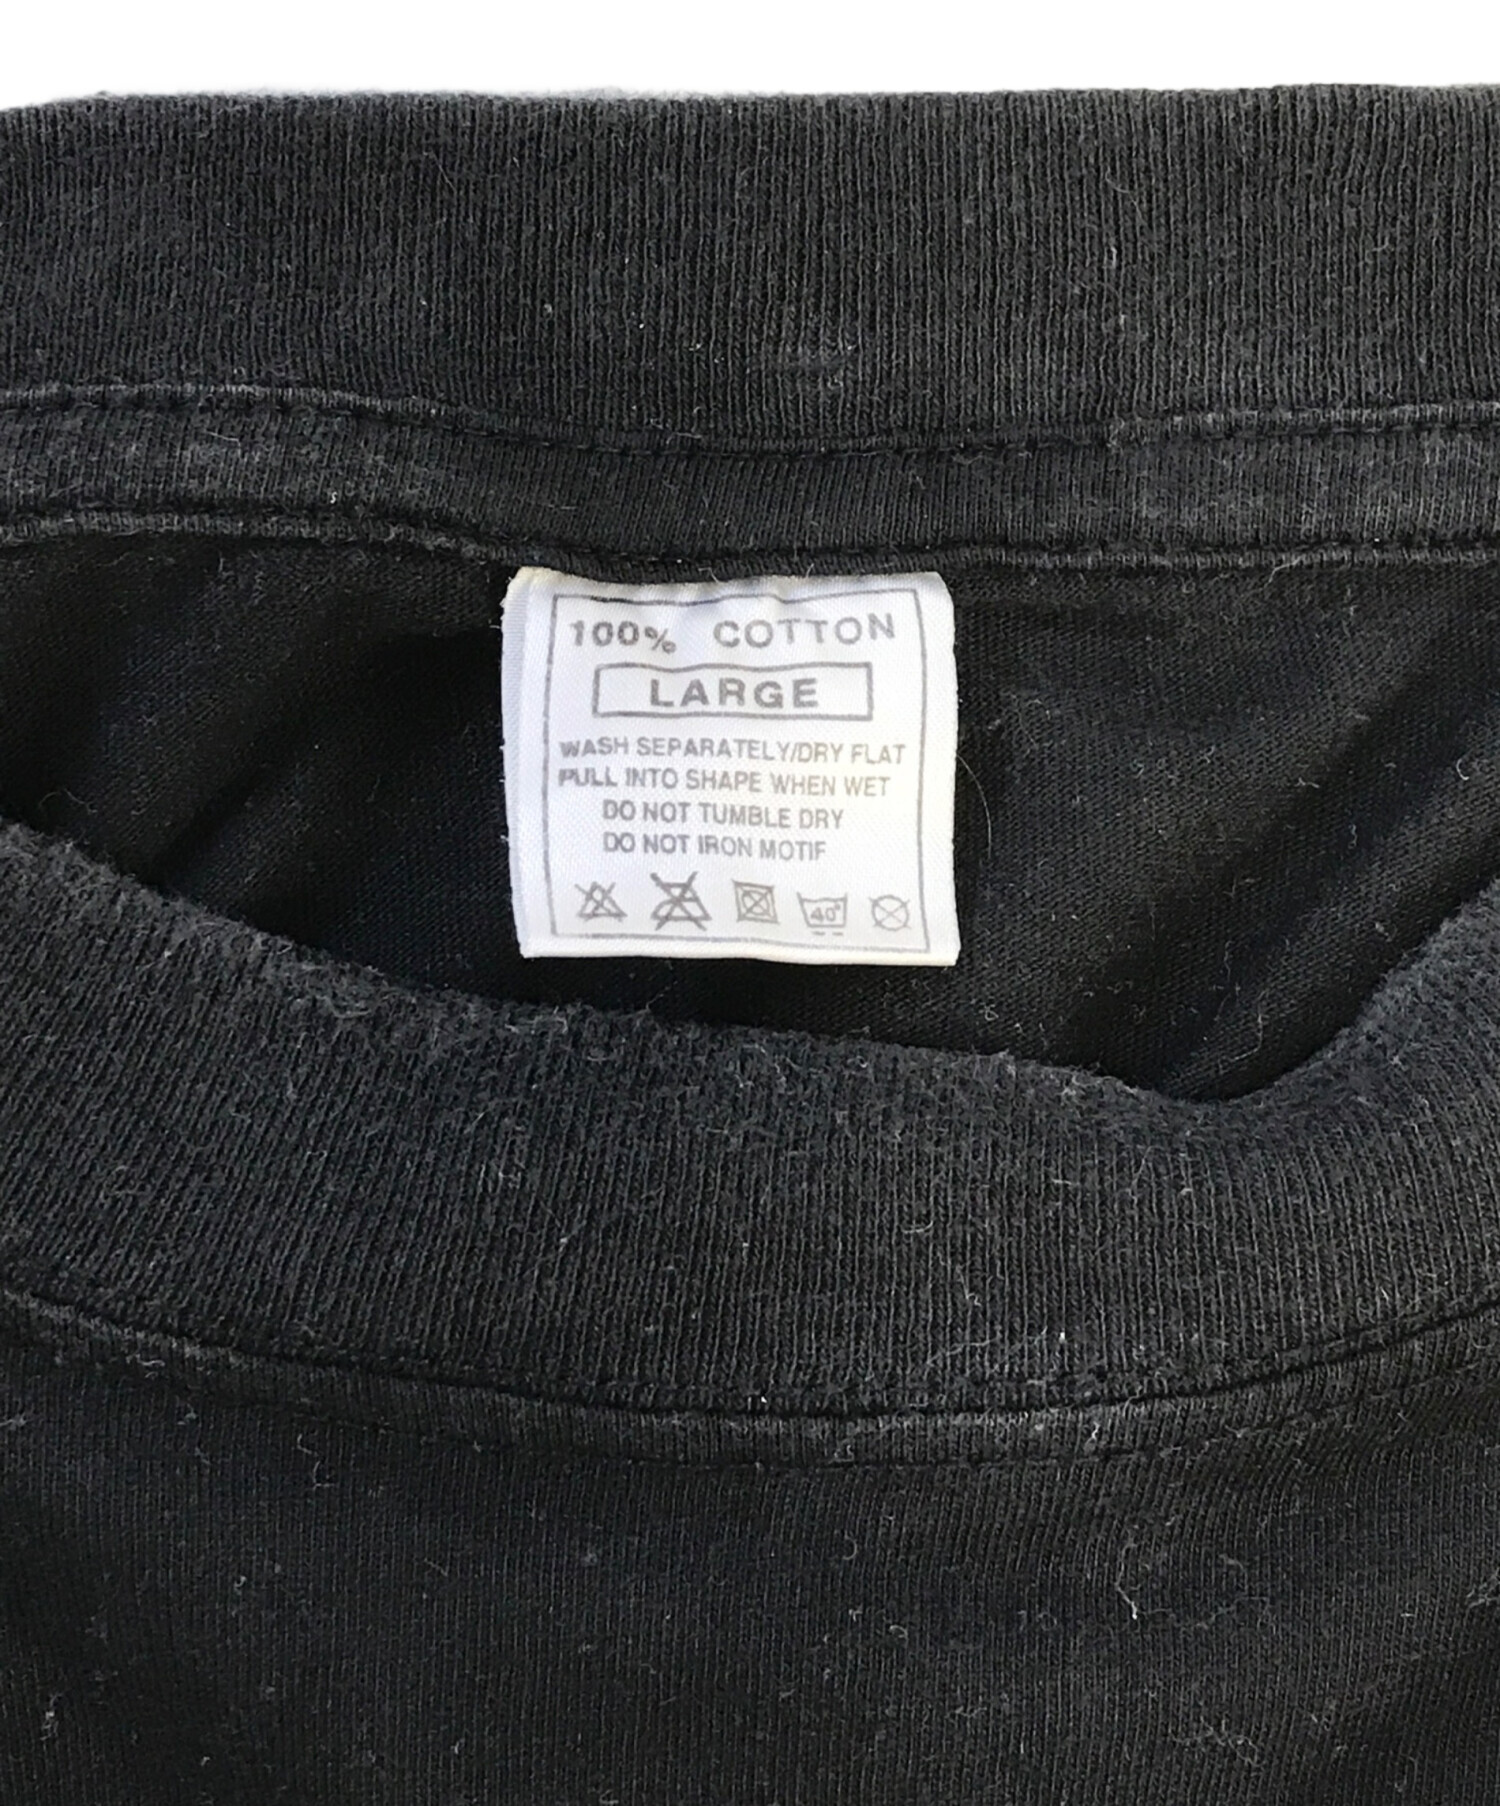 100% COTTON
LARGE
WASH SEPARATELY/DRY FLAT
PULL INTO SHAPE WHEN WET
DO NOT TUMBLE DRY
DO NOT IRON MOTIF
40°